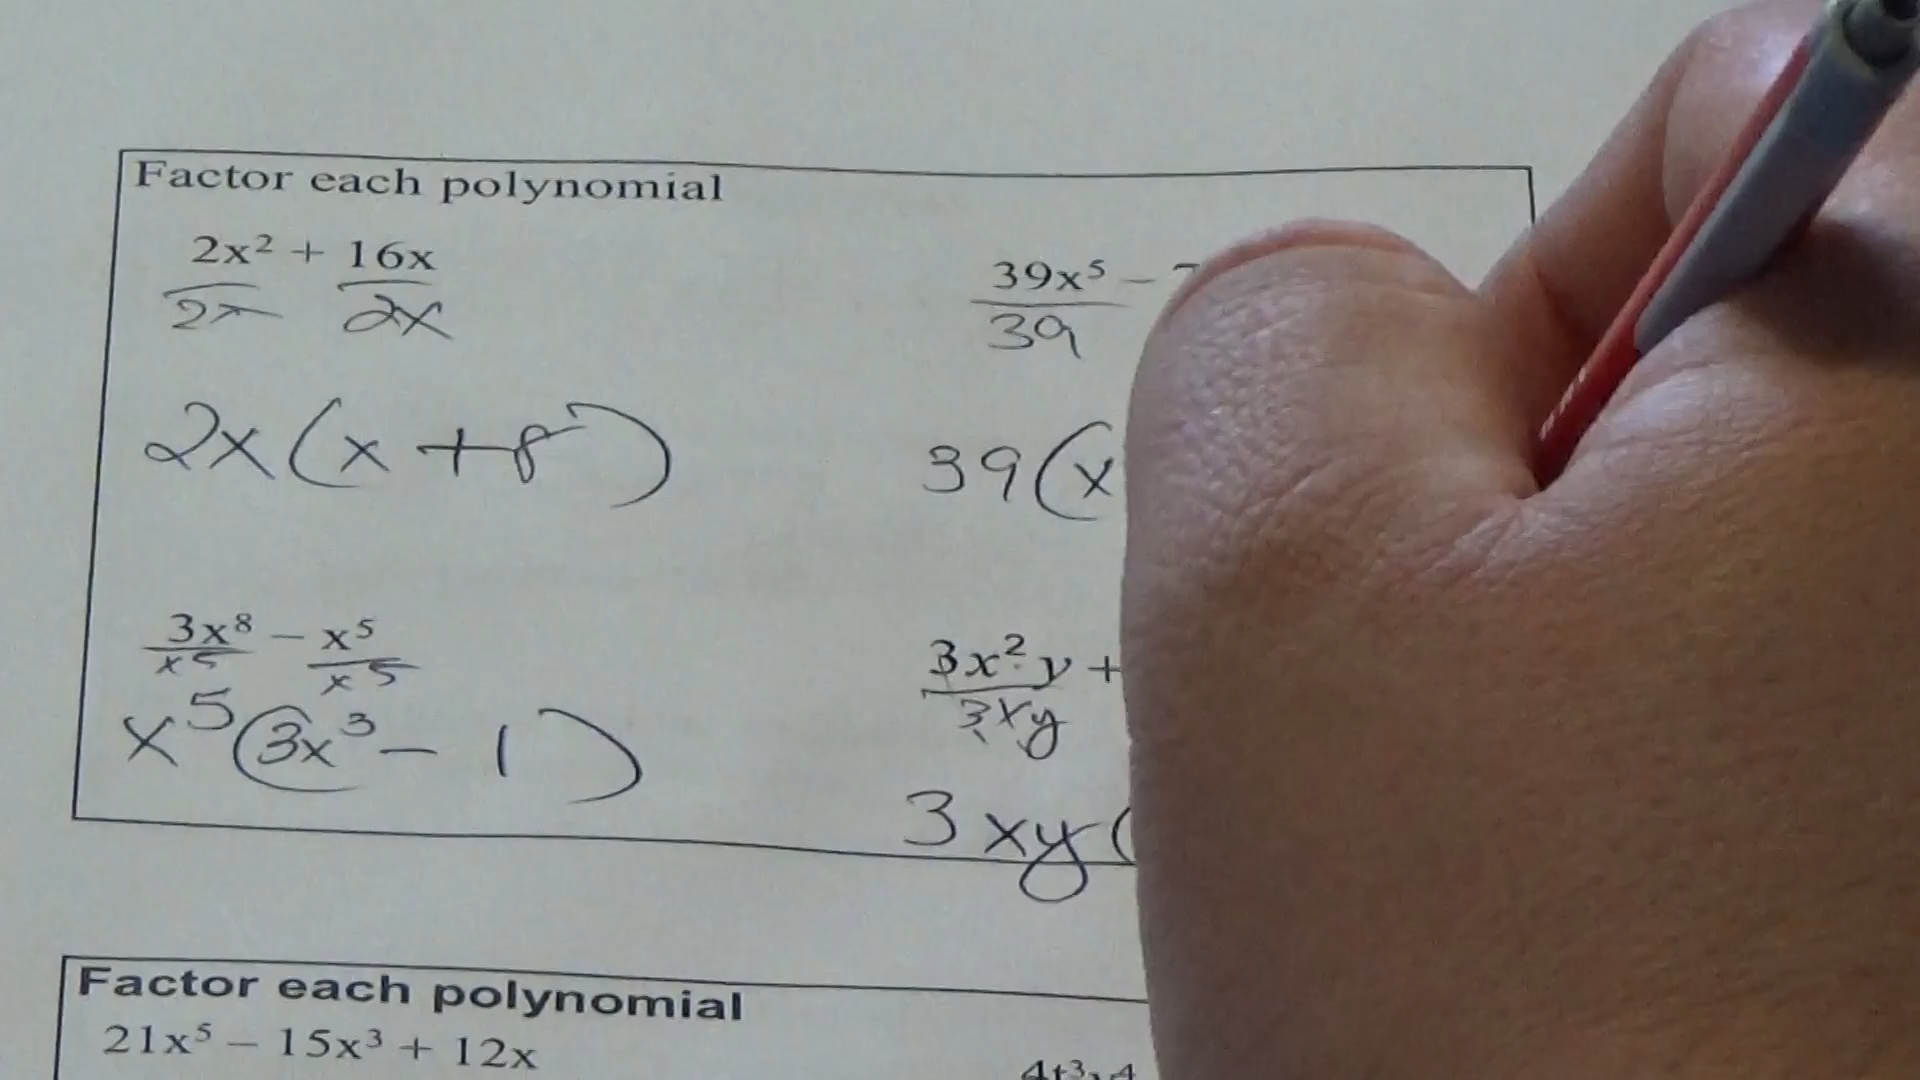 Factor each polynomial
2x² + 16x
2x 2x
2x(x + 8)
39x⁵ −
39
39(x
3x⁸ − x⁵
x⁵ x⁵
x⁵(3x³ − 1)
3x²y +
3xy
3xy(
Factor each polynomial
21x⁵ − 15x³ + 12x